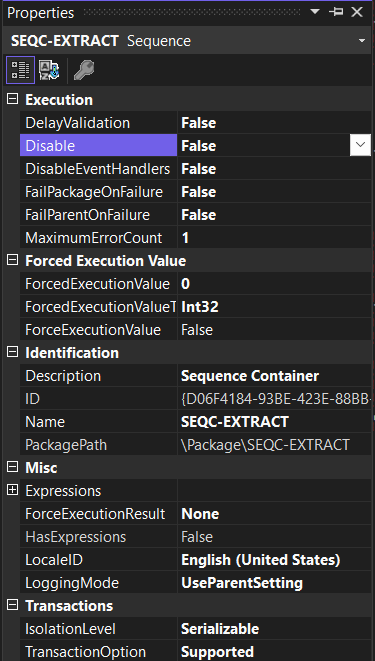 Properties
SEQC-EXTRACT Sequence
Execution
DelayValidation False
Disable False
DisableEventHandlers False
FailPackageOnFailure False
FailParentOnFailure False
MaximumErrorCount 1
Forced Execution Value
ForcedExecutionValue 0
ForcedExecutionValueT Int32
ForceExecutionValue False
Identification
Description Sequence Container
ID {D06F4184-93BE-423E-88BB-
Name SEQC-EXTRACT
PackagePath \Package\SEQC-EXTRACT
Misc
Expressions
ForceExecutionResult None
HasExpressions False
LocaleID English (United States)
LoggingMode UseParentSetting
Transactions
IsolationLevel Serializable
TransactionOption Supported